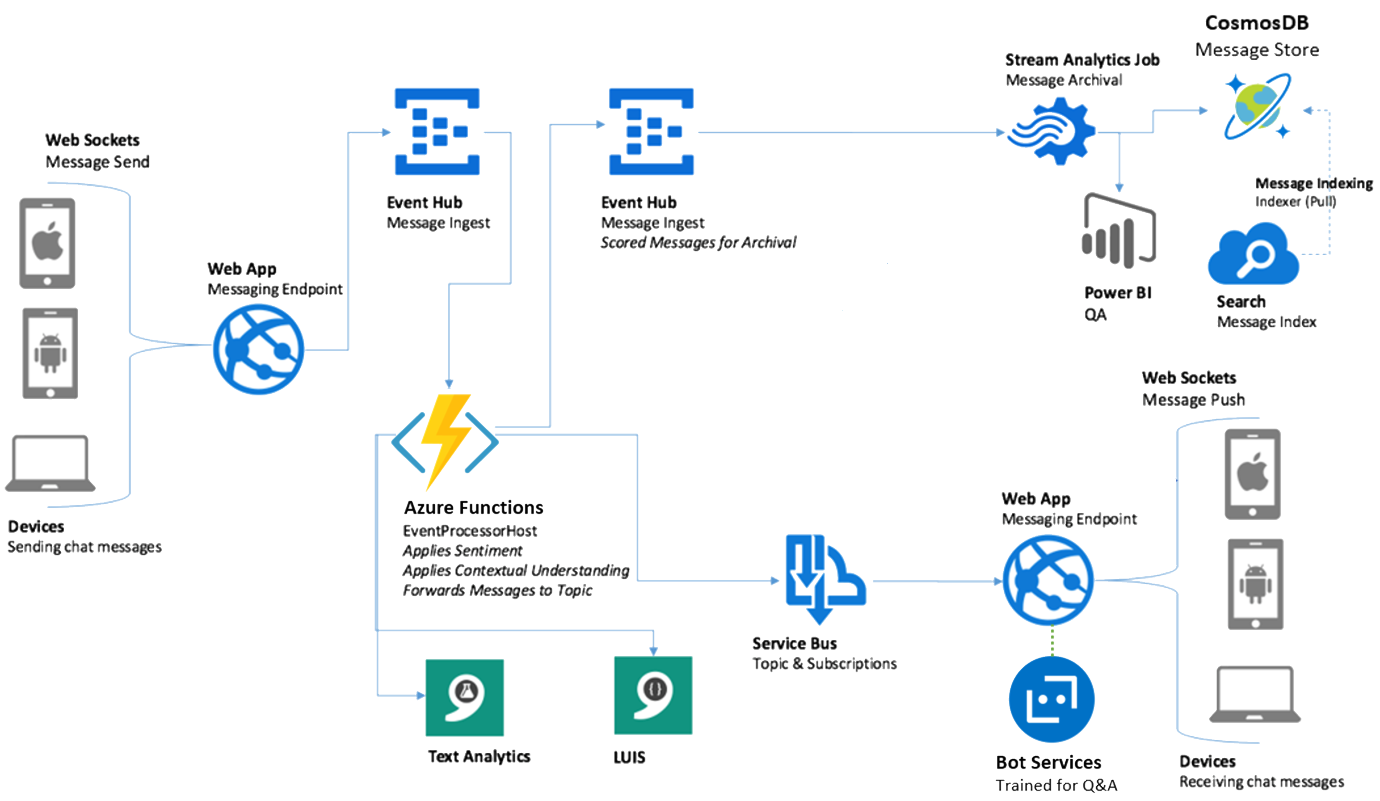 CosmosDB
Message Store
Stream Analytics Job
Message Archival
Web Sockets
Message Send
Event Hub
Message Ingest
Event Hub
Message Ingest
Scored Messages for Archival
Message Indexing
Indexer (Pull)
Web App
Messaging Endpoint
Power BI
QA
Search
Message Index
Web Sockets
Message Push
Devices
Sending chat messages
Azure Functions
EventProcessorHost
Applies Sentiment
Applies Contextual Understanding
Forwards Messages to Topic
Web App
Messaging Endpoint
Service Bus
Topic & Subscriptions
Text Analytics
LUIS
Bot Services
Trained for Q&A
Devices
Receiving chat messages